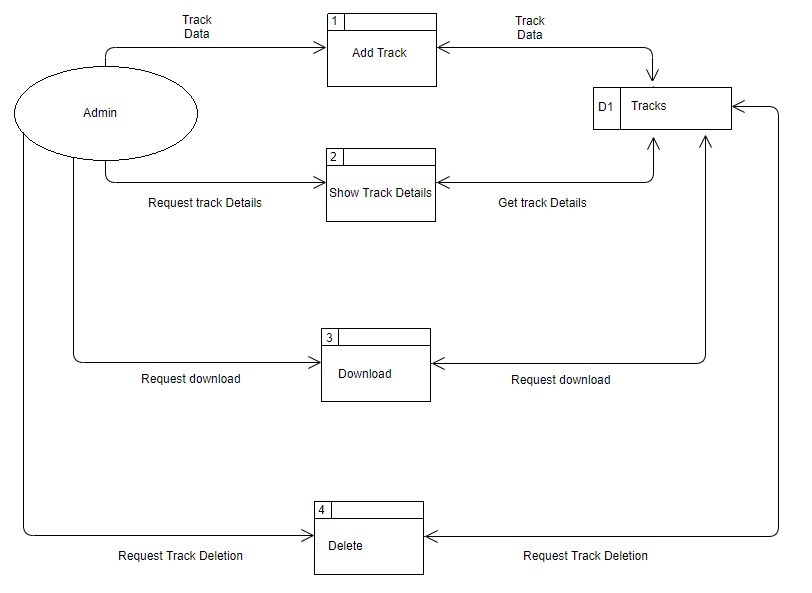 Track
Data
1
Add Track
Track
Data
Admin
D1
Tracks
2
Show Track Details
Request track Details
Get track Details
3
Download
Request download
Request download
4
Delete
Request Track Deletion
Request Track Deletion